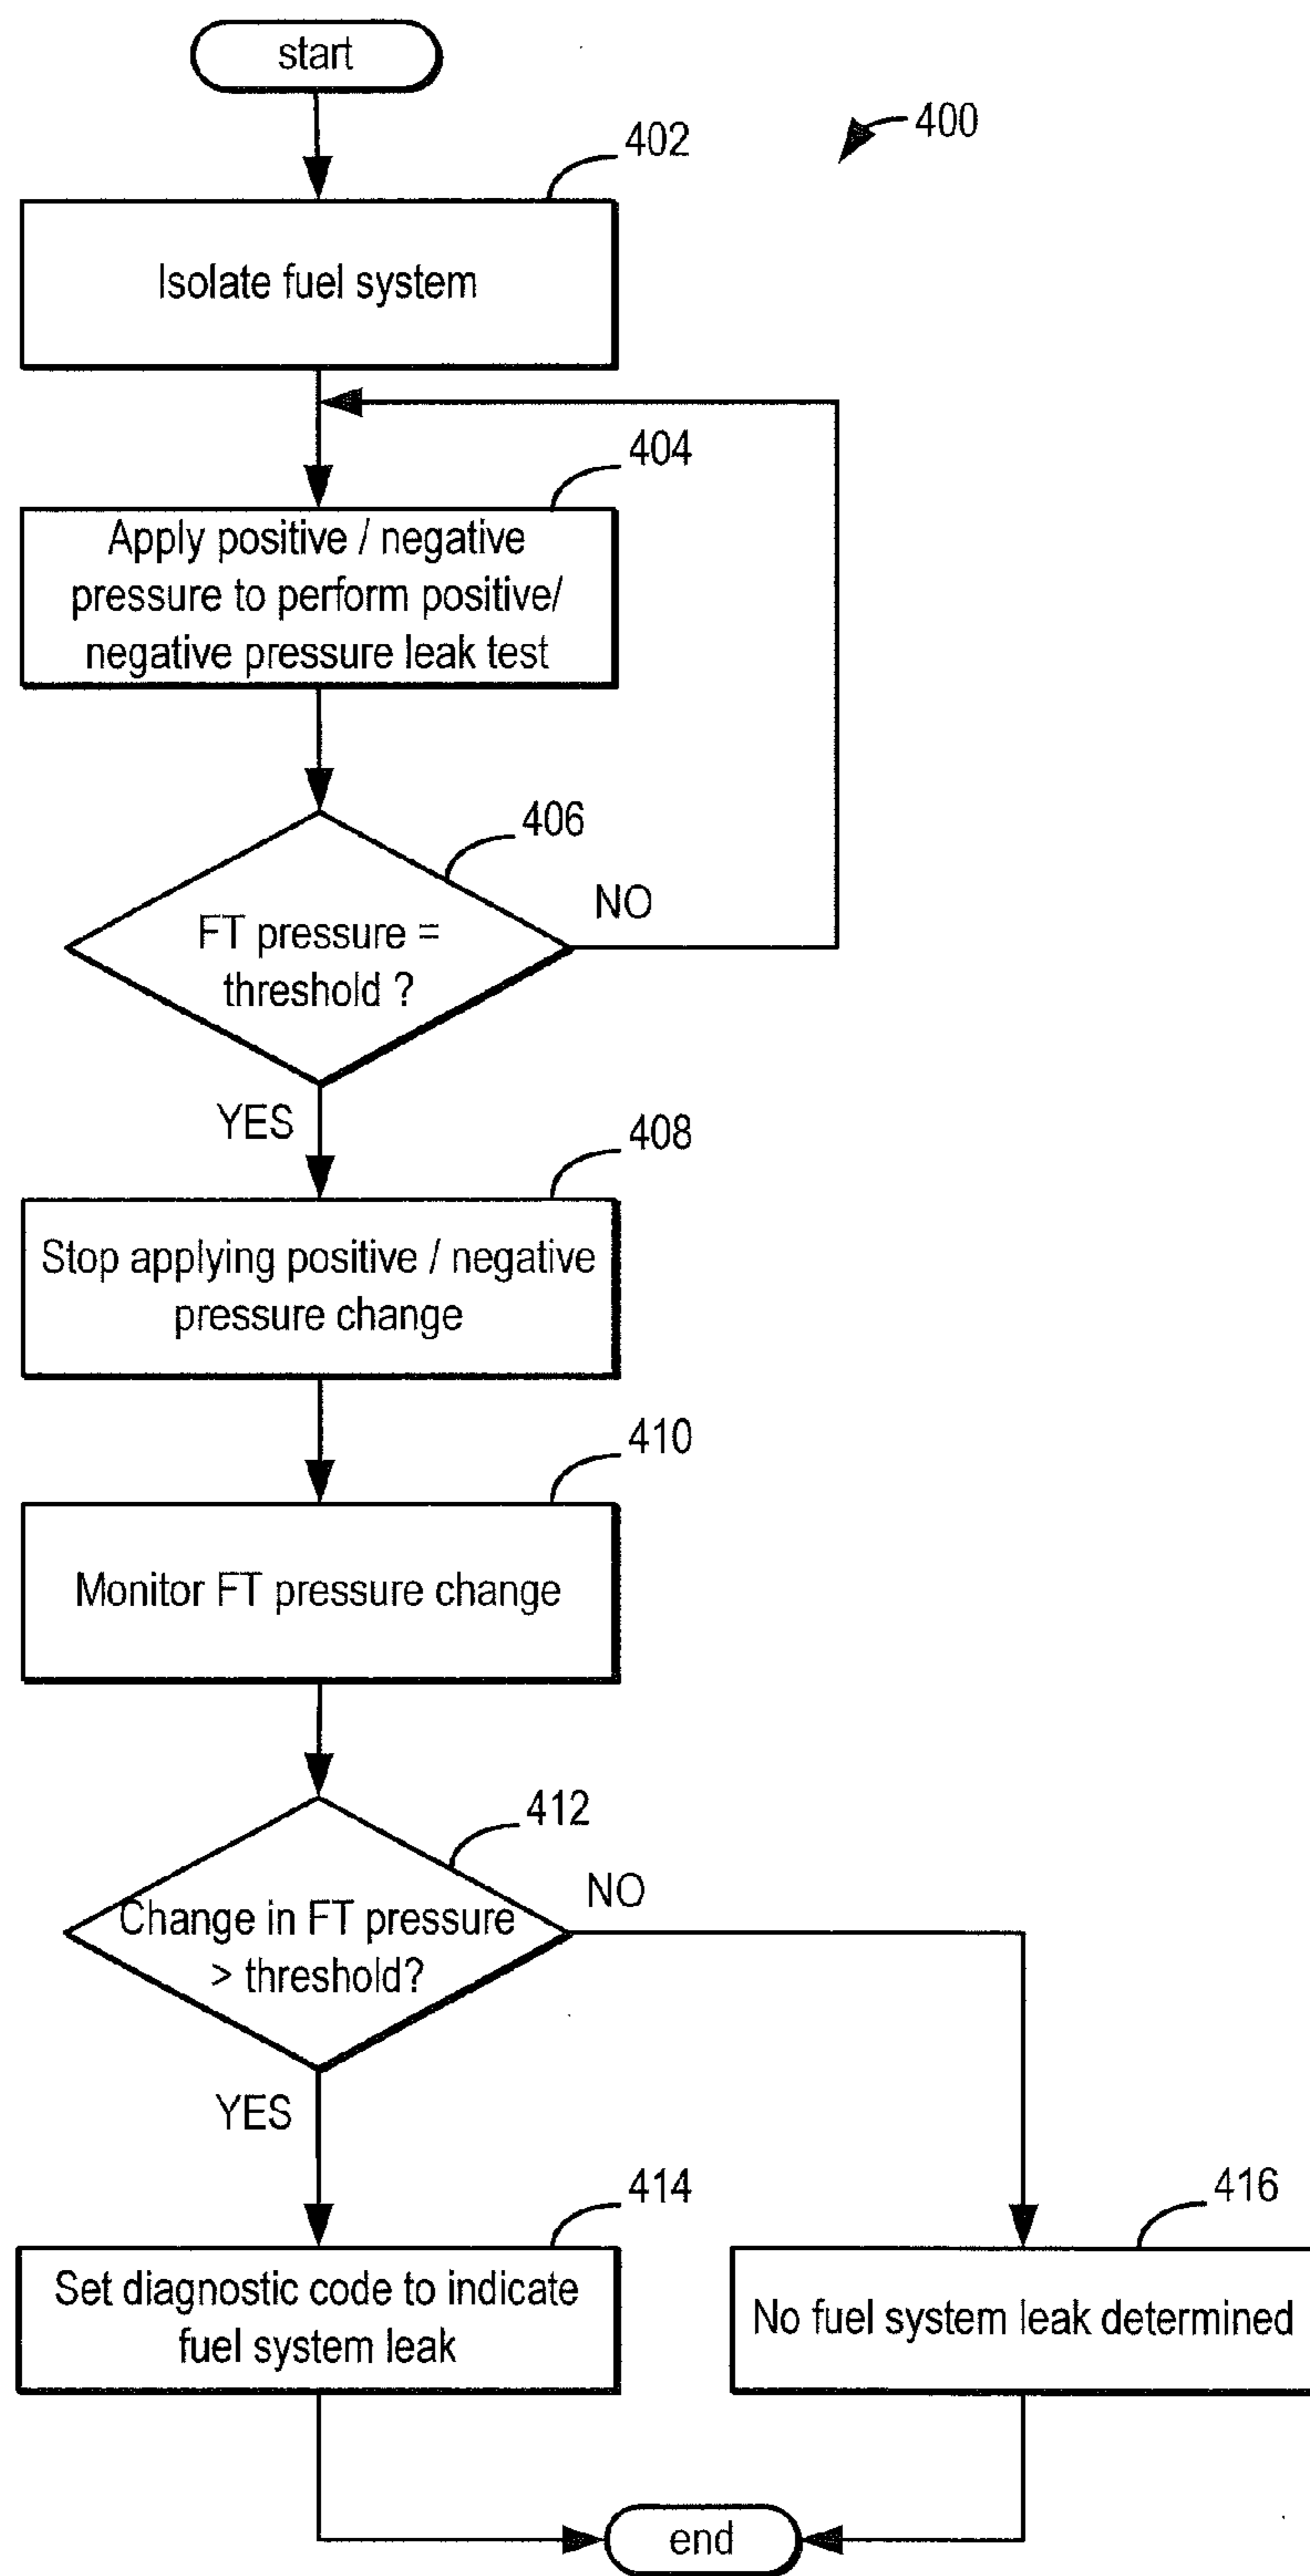 start
400
402
Isolate fuel system
404
Apply positive / negative
pressure to perform positive/
negative pressure leak test
406
FT pressure =
threshold ?
NO
YES
408
Stop applying positive / negative
pressure change
410
Monitor FT pressure change
412
Change in FT pressure
> threshold?
NO
YES
414
Set diagnostic code to indicate
fuel system leak
416
No fuel system leak determined
end